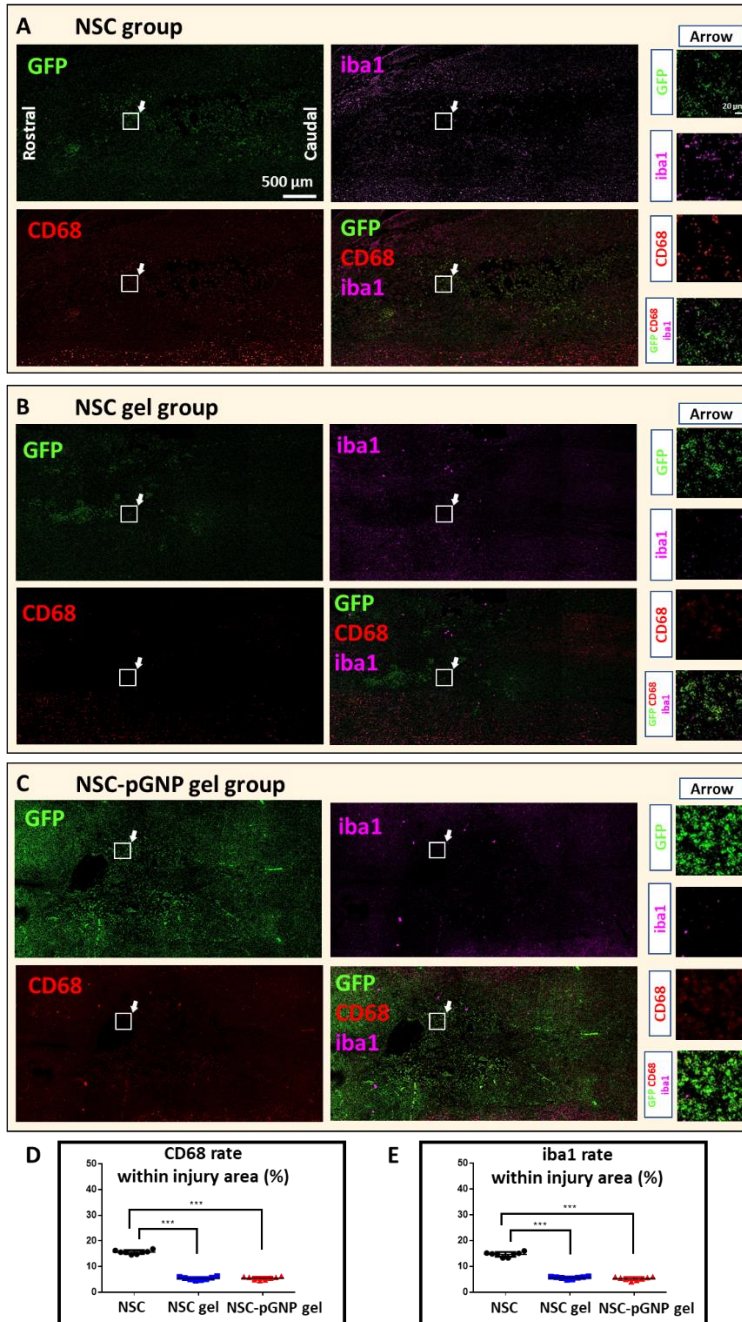 A NSC group
GFP
iba1
Rostral
Caudal
500 µm
CD68
GFP
CD68
iba1
Arrow
GFP
20 µm
iba1
CD68
GFP CD68
iba1
B NSC gel group
GFP
iba1
CD68
GFP
CD68
iba1
Arrow
GFP
iba1
CD68
GFP CD68
iba1
C NSC-pGNP gel group
GFP
iba1
CD68
GFP
CD68
iba1
Arrow
GFP
iba1
CD68
GFP CD68
iba1
D
CD68 rate
within injury area (%)
50
40
30
20
10
0
***
***
NSC NSC gel NSC-pGNP gel
E
iba1 rate
within injury area (%)
50
40
30
20
10
0
***
***
NSC NSC gel NSC-pGNP gel